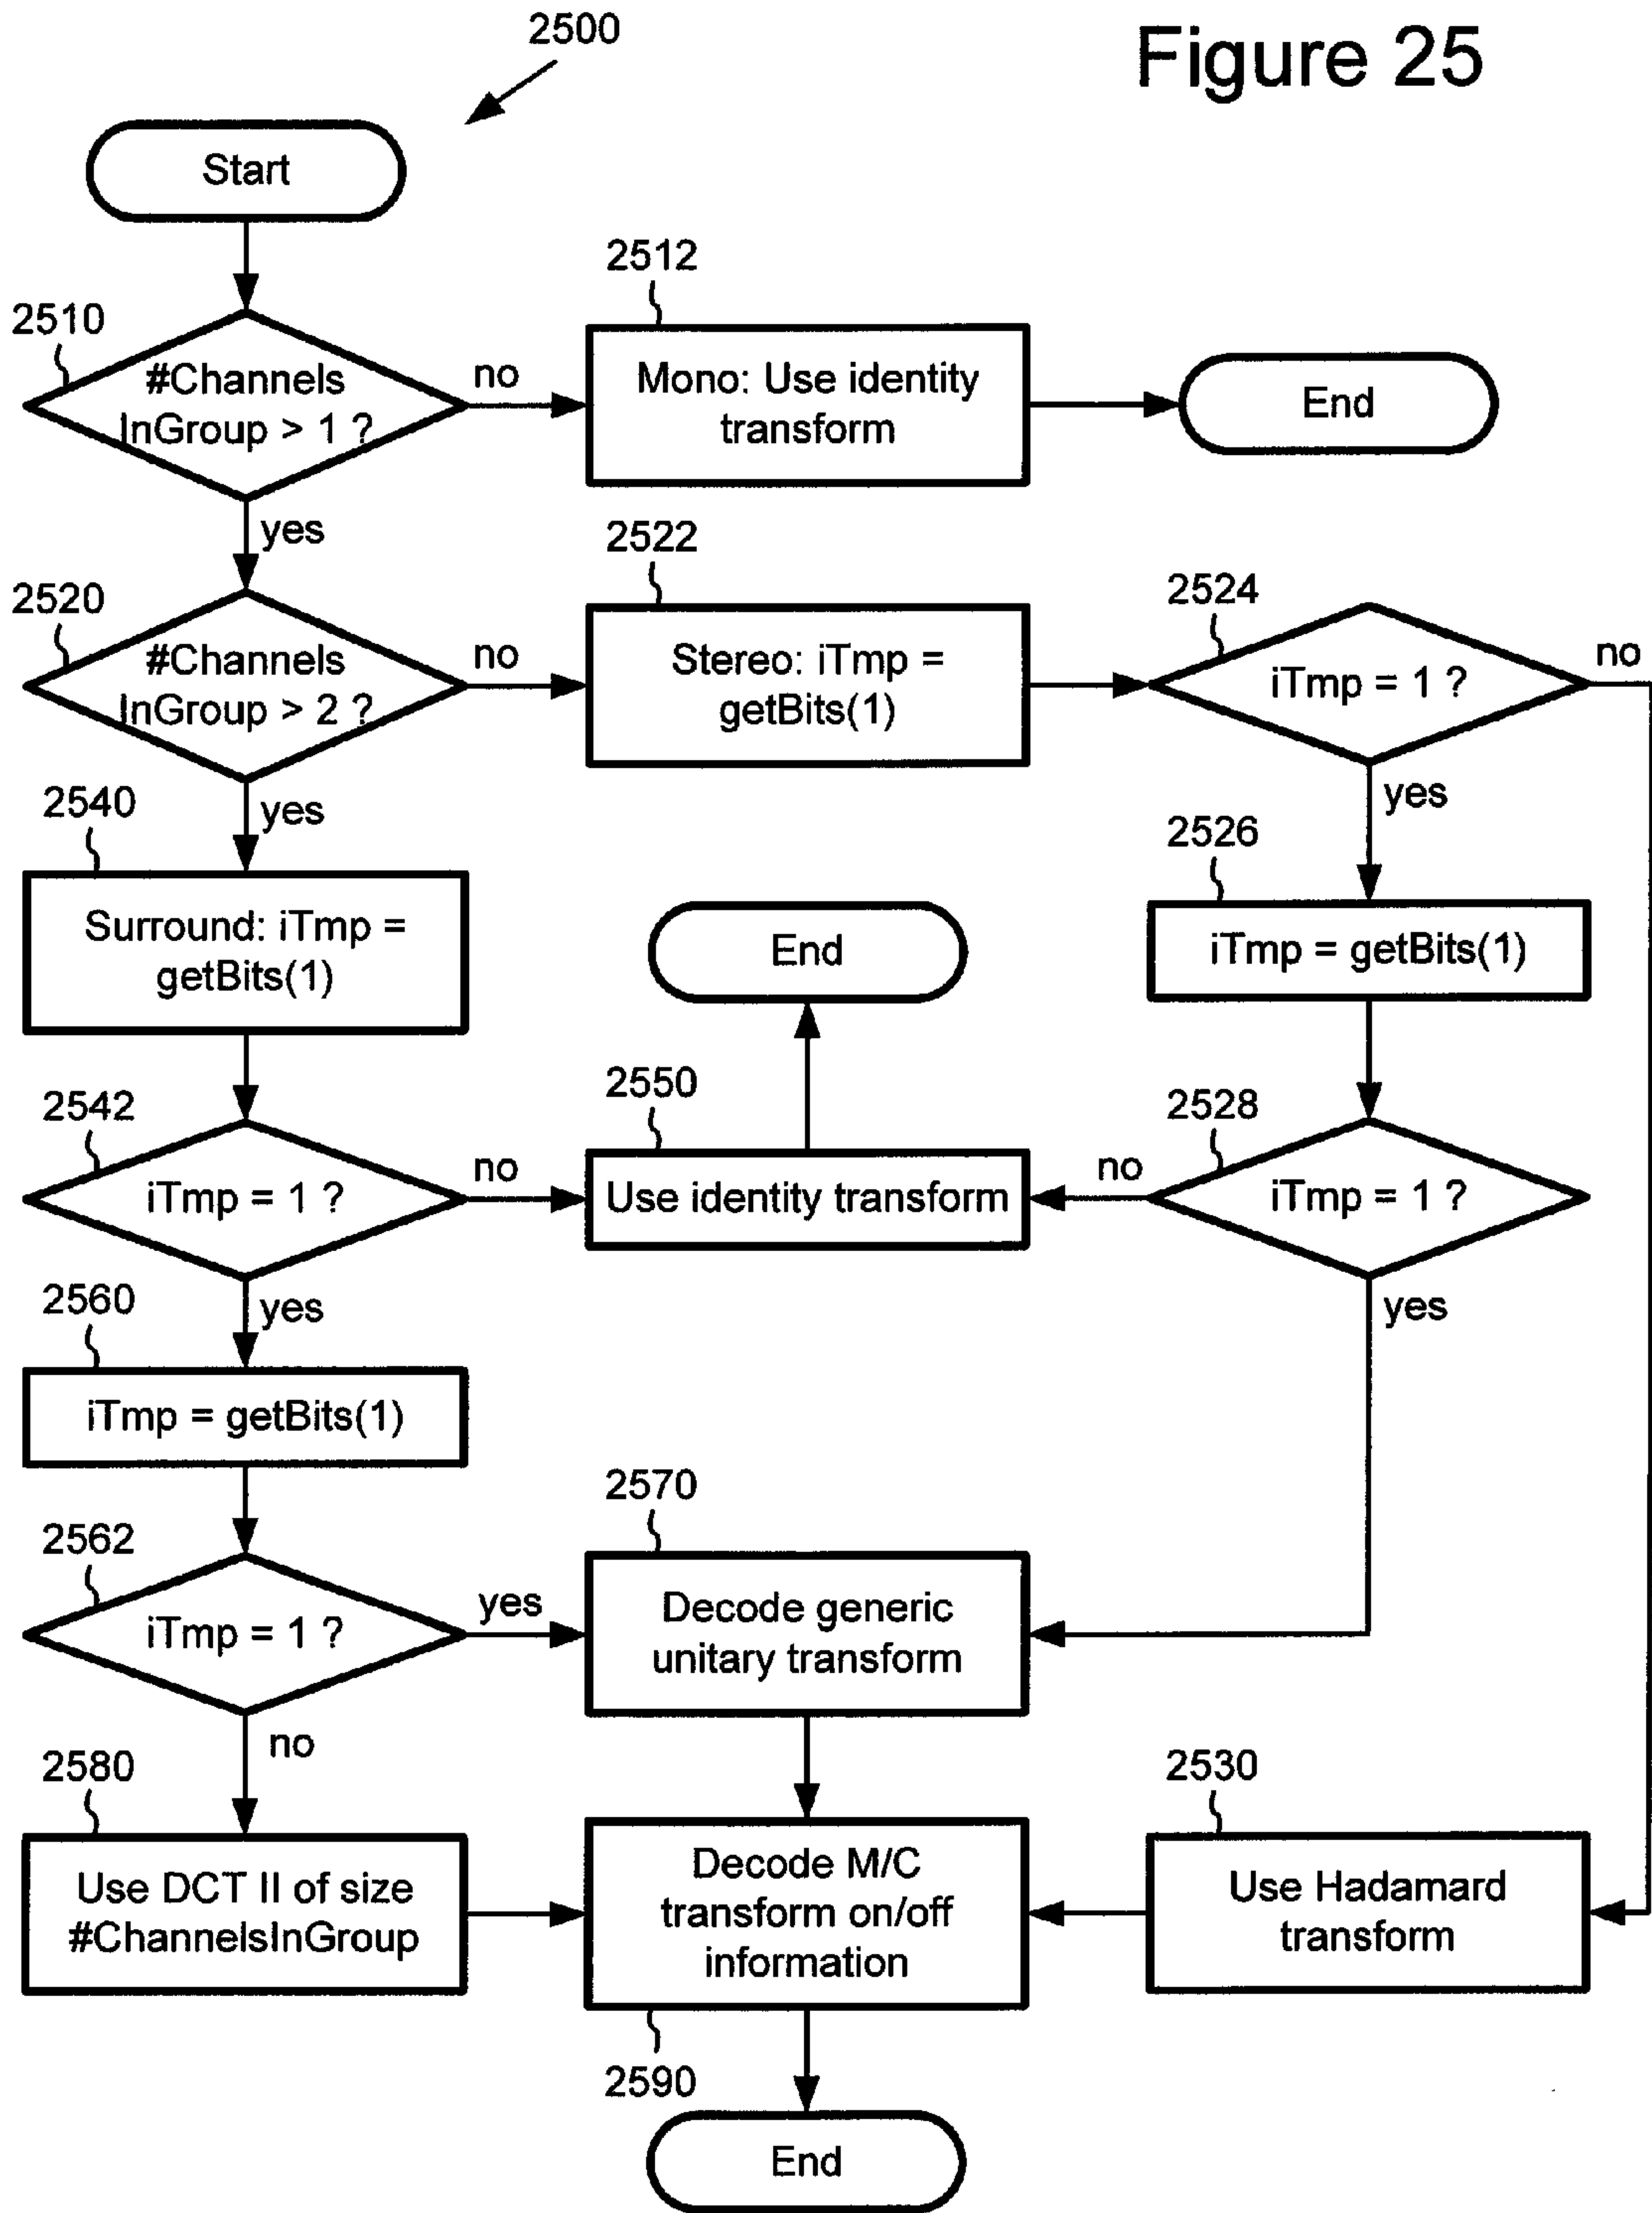 2500
Figure 25
Start
2510
#Channels
InGroup > 1 ?
no
yes
2512
Mono: Use identity
transform
End
2520
#Channels
InGroup > 2 ?
no
yes
2522
Stereo: iTmp =
getBits(1)
2524
iTmp = 1 ?
no
yes
2540
Surround: iTmp =
getBits(1)
End
2526
iTmp = getBits(1)
2542
iTmp = 1 ?
no
yes
2550
Use identity transform
2528
no
iTmp = 1 ?
yes
2560
iTmp = getBits(1)
2562
iTmp = 1 ?
yes
no
2570
Decode generic
unitary transform
2580
Use DCT II of size
#ChannelsInGroup
Decode M/C
transform on/off
information
2590
2530
Use Hadamard
transform
End